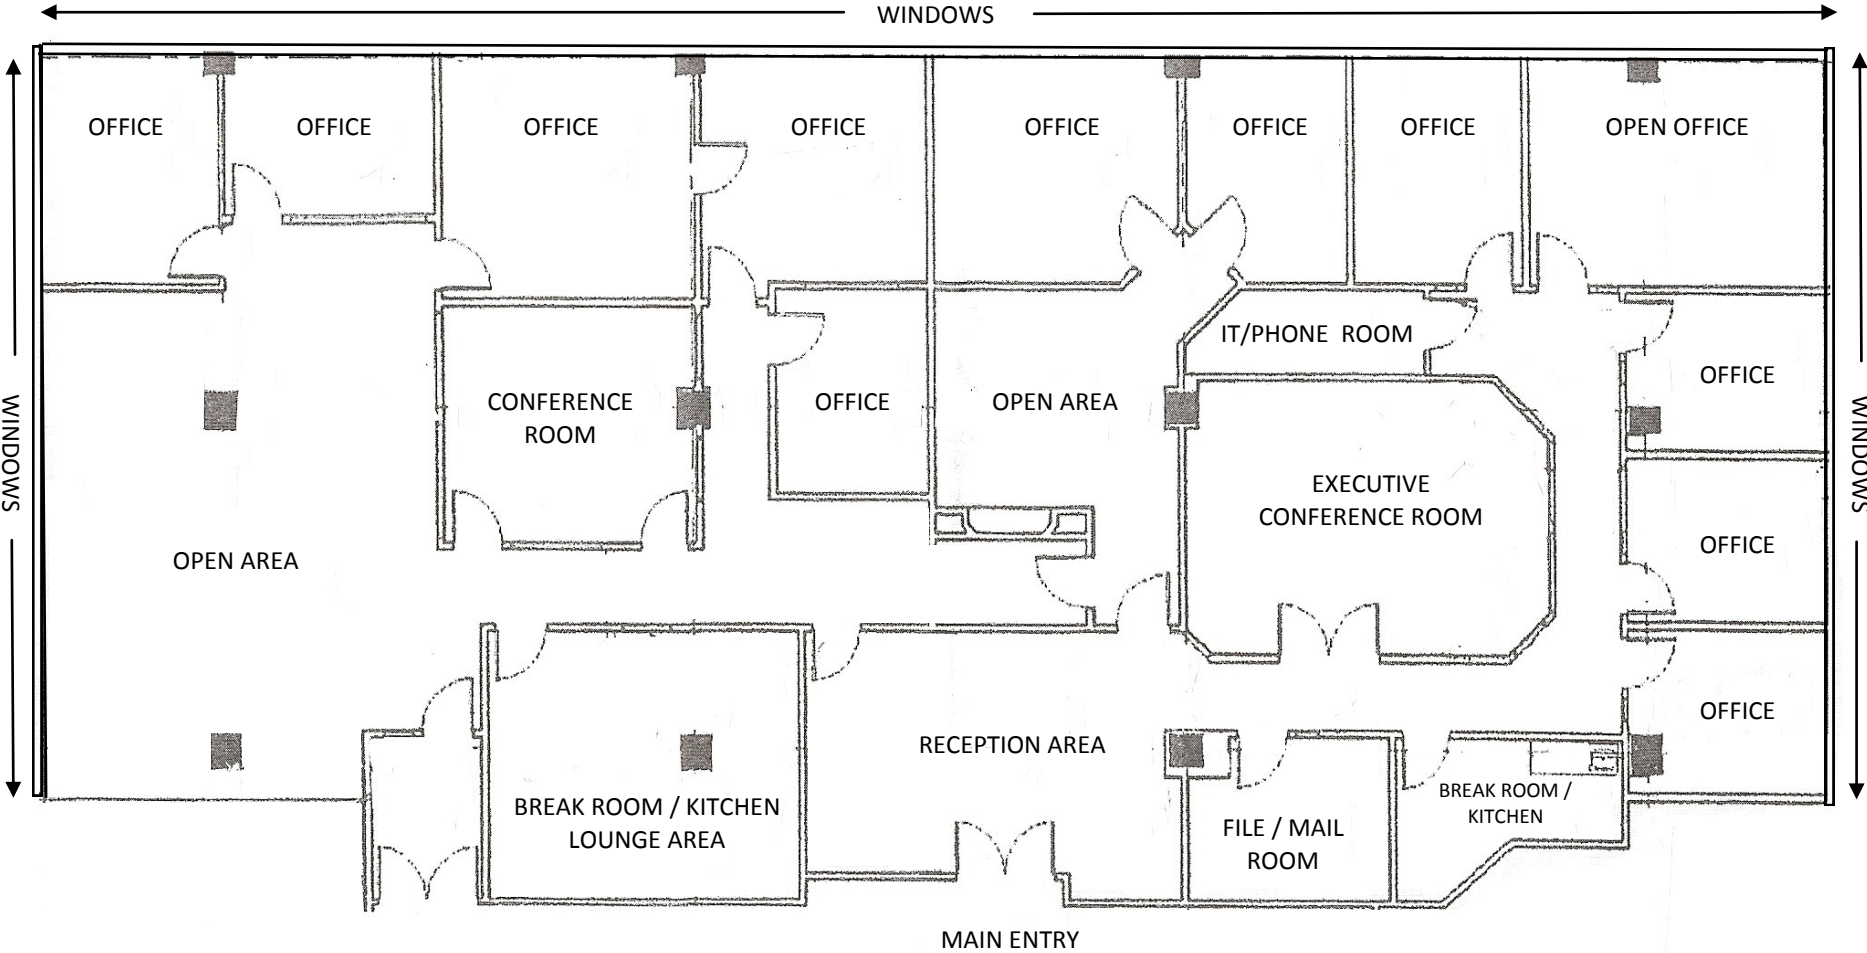 WINDOWS
OFFICE
OFFICE
OFFICE
OFFICE
OFFICE
OFFICE
OFFICE
OPEN OFFICE
WINDOWS
WINDOWS
IT/PHONE ROOM
OFFICE
CONFERENCE
ROOM
OFFICE
OPEN AREA
EXECUTIVE
CONFERENCE ROOM
OFFICE
OPEN AREA
OFFICE
RECEPTION AREA
BREAK ROOM / KITCHEN
LOUNGE AREA
FILE / MAIL
ROOM
BREAK ROOM /
KITCHEN
MAIN ENTRY